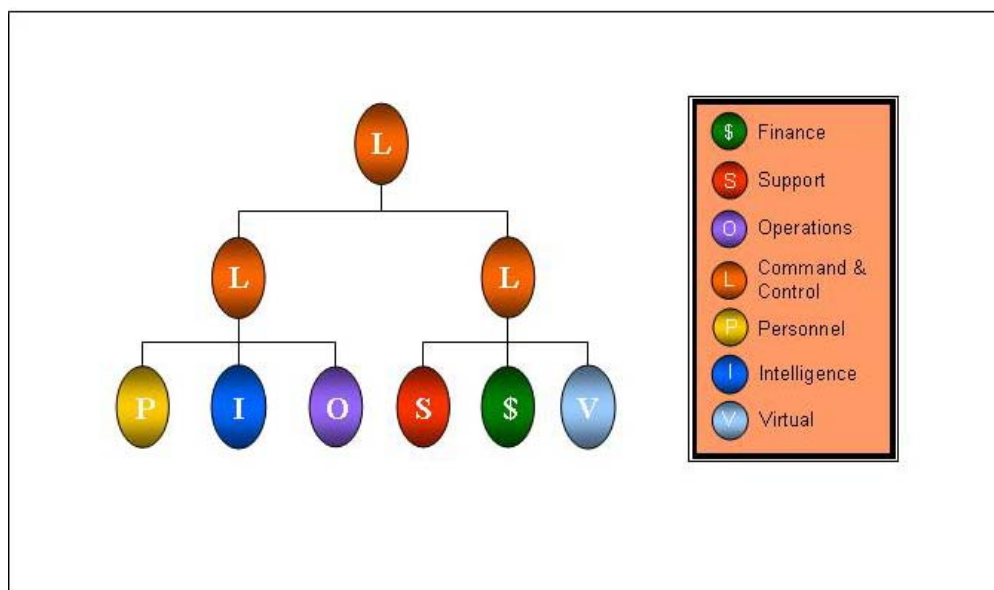 L
L L
P I O S $ V
$ Finance
S Support
O Operations
L Command &
Control
P Personnel
I Intelligence
V Virtual